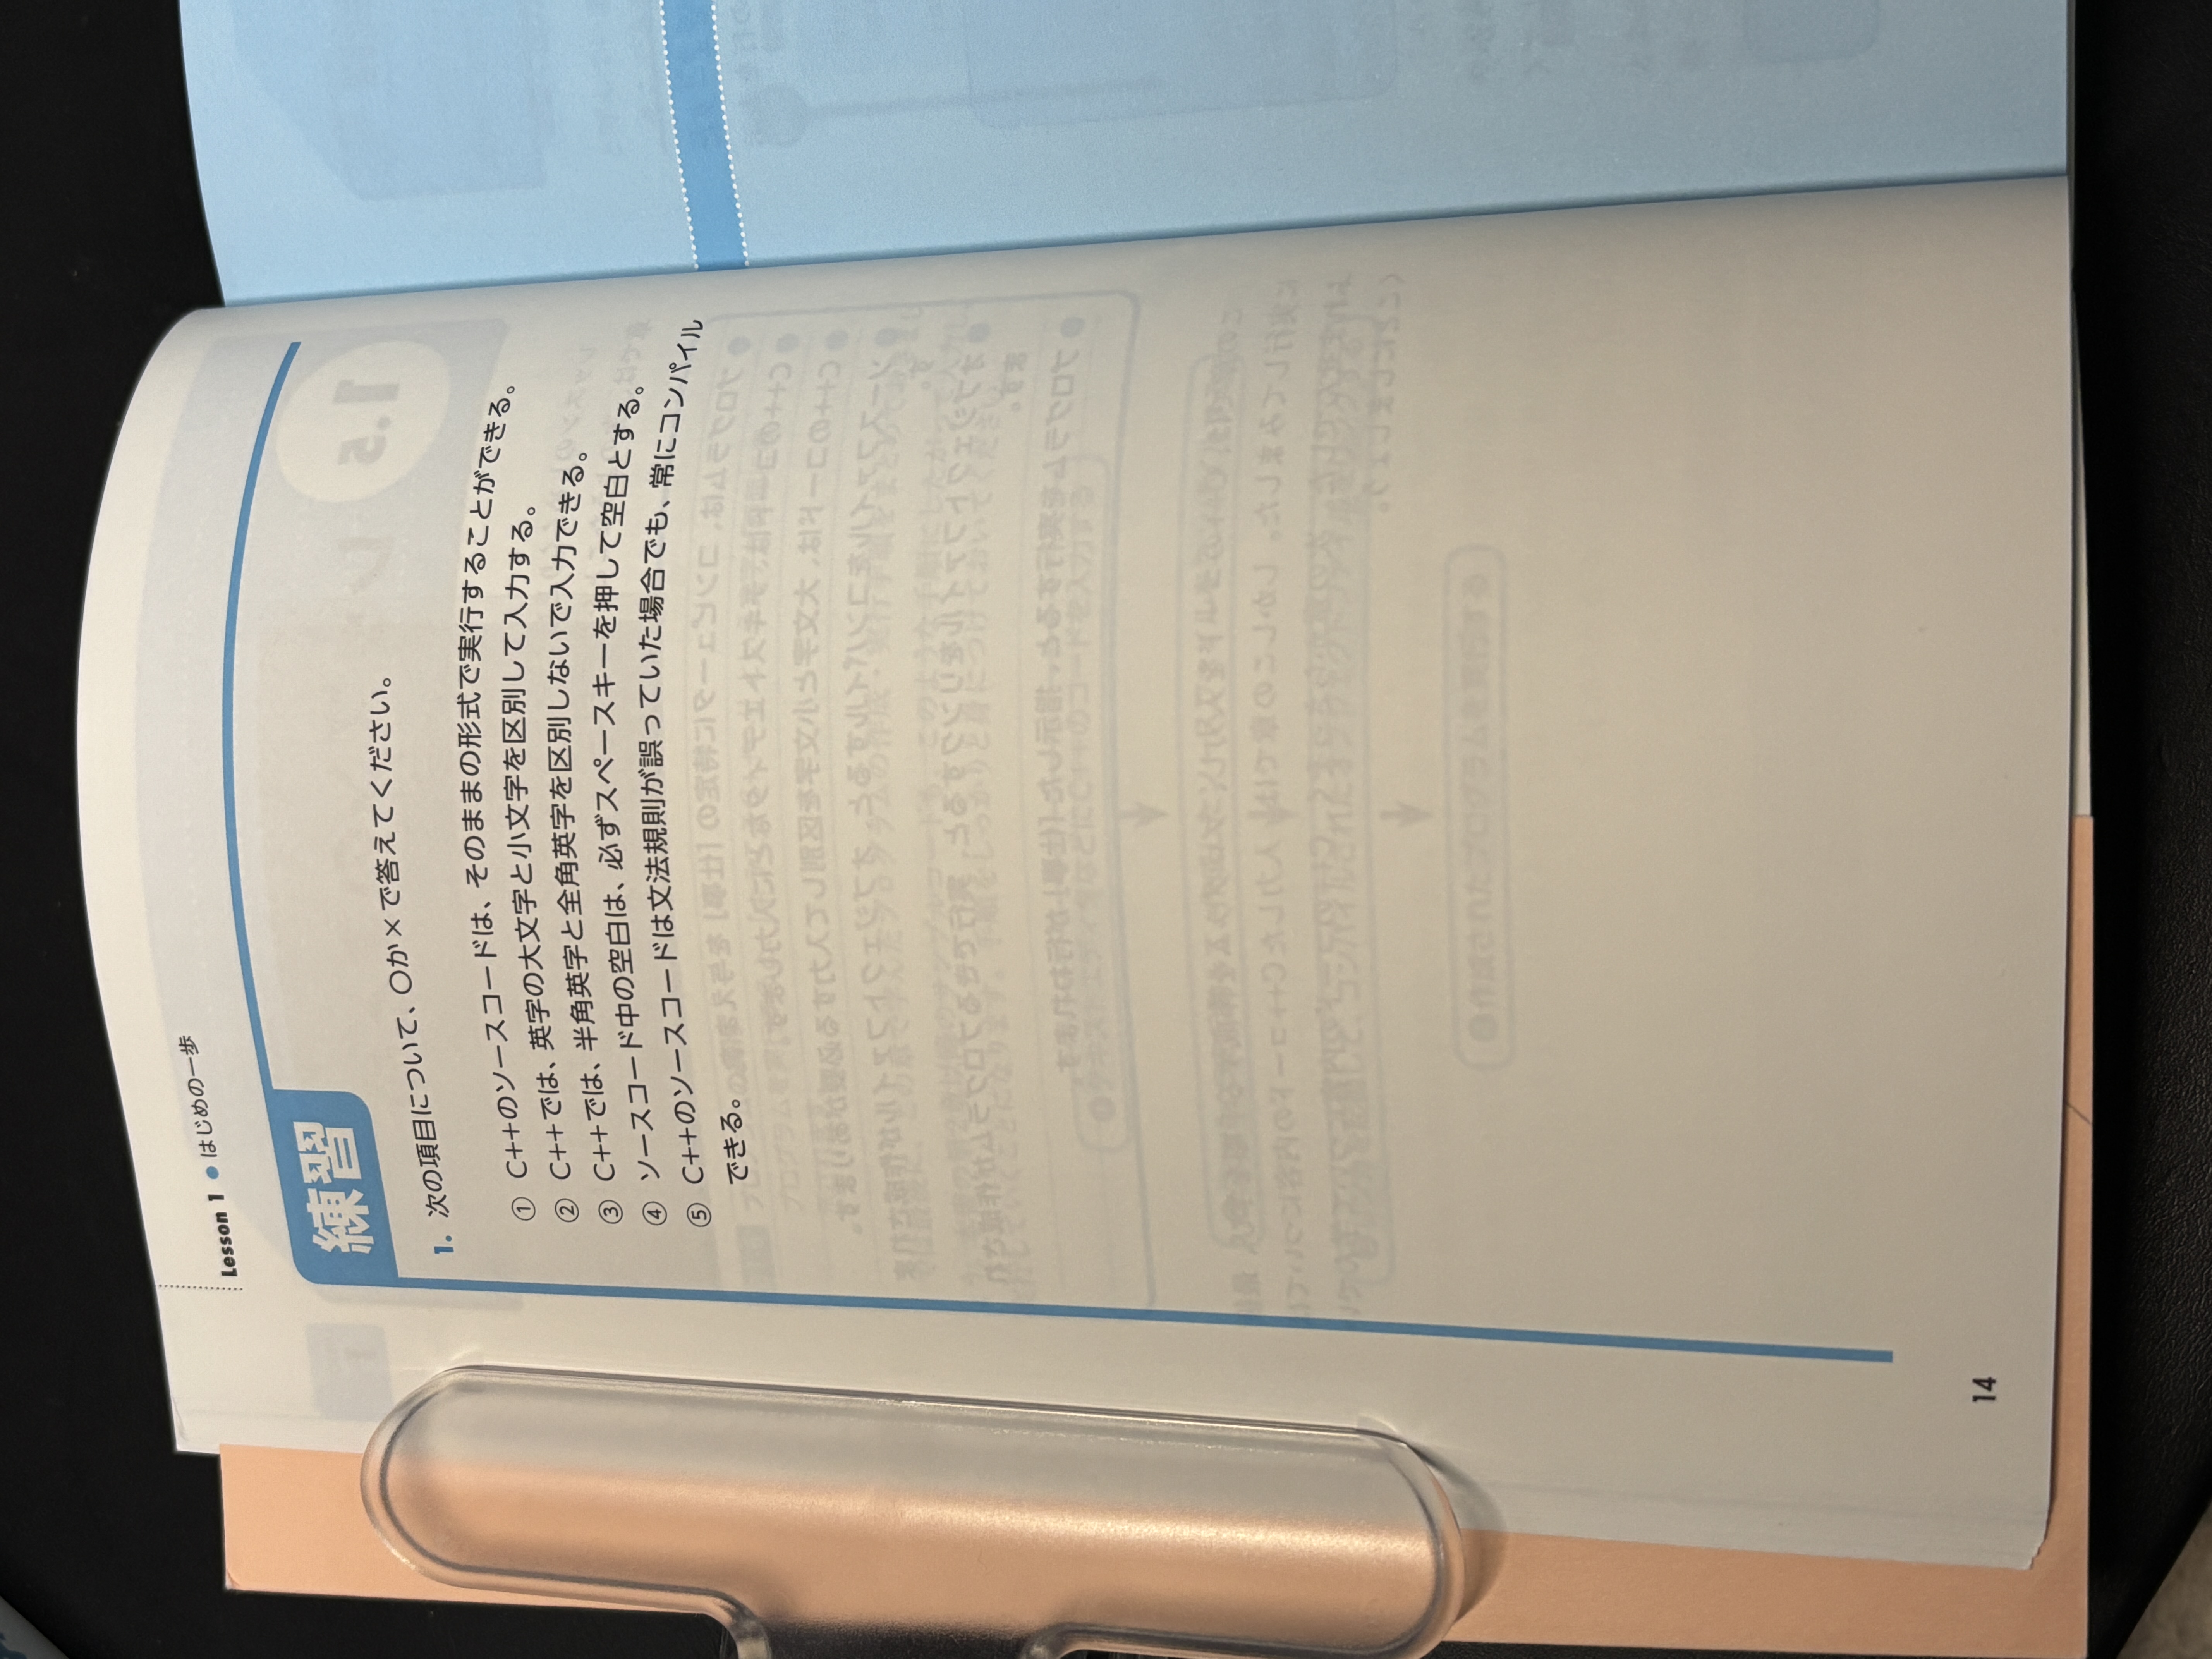 Lesson 1 ● はじめの一歩
練習
1. 次の項目について、〇か×で答えてください。
① C++のソースコードは、そのままの形式で実行することができる。
② C++では、英字の大文字と小文字を区別して入力する。
③ C++では、半角英字と全角英字を区別しないで入力できる。
④ ソースコード中の空白は、必ずスペースキーを押して空白とする。
⑤ C++のソースコードは文法規則が誤っていた場合でも、常にコンパイル
できる。
14